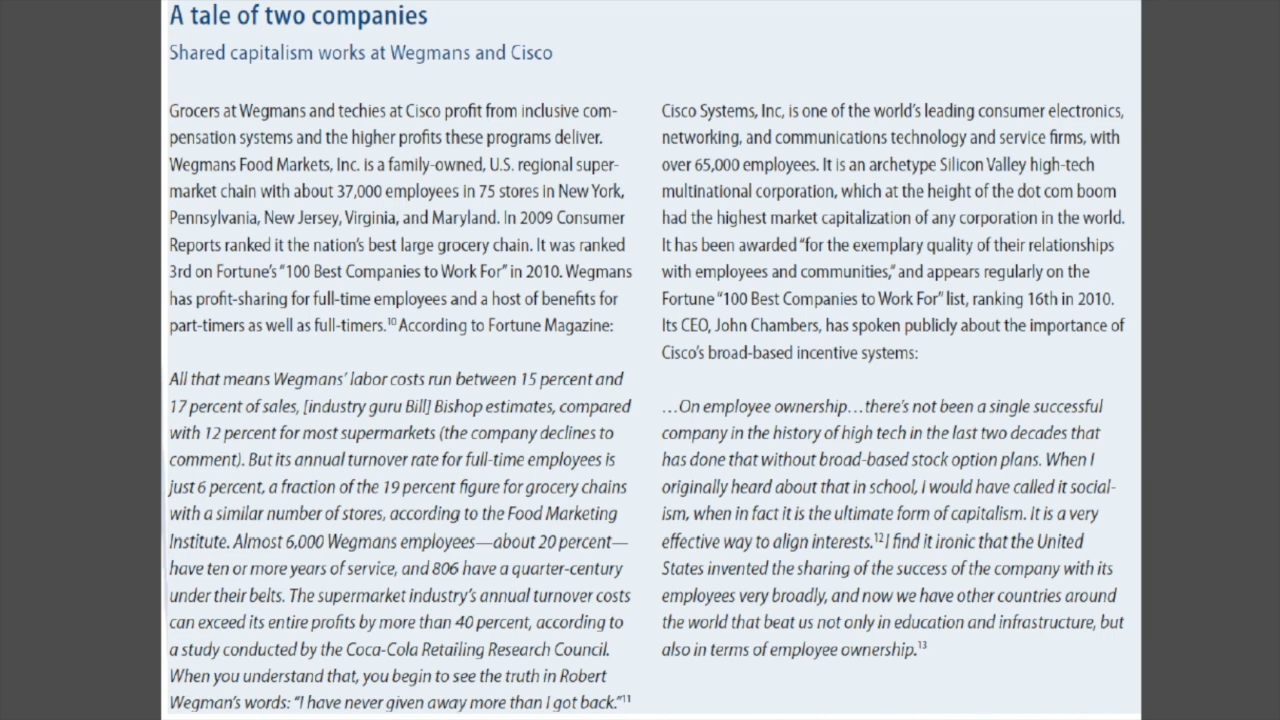 A tale of two companies
Shared capitalism works at Wegmans and Cisco
Grocers at Wegmans and techies at Cisco profit from inclusive com-
pensation systems and the higher profits these programs deliver.
Wegmans Food Markets, Inc. is a family-owned, U.S. regional super-
market chain with about 37,000 employees in 75 stores in New York,
Pennsylvania, New Jersey, Virginia, and Maryland. In 2009 Consumer
Reports ranked it the nation's best large grocery chain. It was ranked
3rd on Fortune's "100 Best Companies to Work For" in 2010. Wegmans
has profit-sharing for full-time employees and a host of benefits for
part-timers as well as full-timers.10 According to Fortune Magazine:
All that means Wegmans' labor costs run between 15 percent and
17 percent of sales, [industry guru Bill] Bishop estimates, compared
with 12 percent for most supermarkets (the company declines to
comment). But its annual turnover rate for full-time employees is
just 6 percent, a fraction of the 19 percent figure for grocery chains
with a similar number of stores, according to the Food Marketing
Institute. Almost 6,000 Wegmans employees—about 20 percent—
have ten or more years of service, and 806 have a quarter-century
under their belts. The supermarket industry's annual turnover costs
can exceed its entire profits by more than 40 percent, according to
a study conducted by the Coca-Cola Retailing Research Council.
When you understand that, you begin to see the truth in Robert
Wegman's words: "I have never given away more than I got back."11
Cisco Systems, Inc, is one of the world's leading consumer electronics,
networking, and communications technology and service firms, with
over 65,000 employees. It is an archetype Silicon Valley high-tech
multinational corporation, which at the height of the dot com boom
had the highest market capitalization of any corporation in the world.
It has been awarded "for the exemplary quality of their relationships
with employees and communities," and appears regularly on the
Fortune "100 Best Companies to Work For" list, ranking 16th in 2010.
Its CEO, John Chambers, has spoken publicly about the importance of
Cisco's broad-based incentive systems:
…On employee ownership…there's not been a single successful
company in the history of high tech in the last two decades that
has done that without broad-based stock option plans. When I
originally heard about that in school, I would have called it social-
ism, when in fact it is the ultimate form of capitalism. It is a very
effective way to align interests.12 I find it ironic that the United
States invented the sharing of the success of the company with its
employees very broadly, and now we have other countries around
the world that beat us not only in education and infrastructure, but
also in terms of employee ownership.13